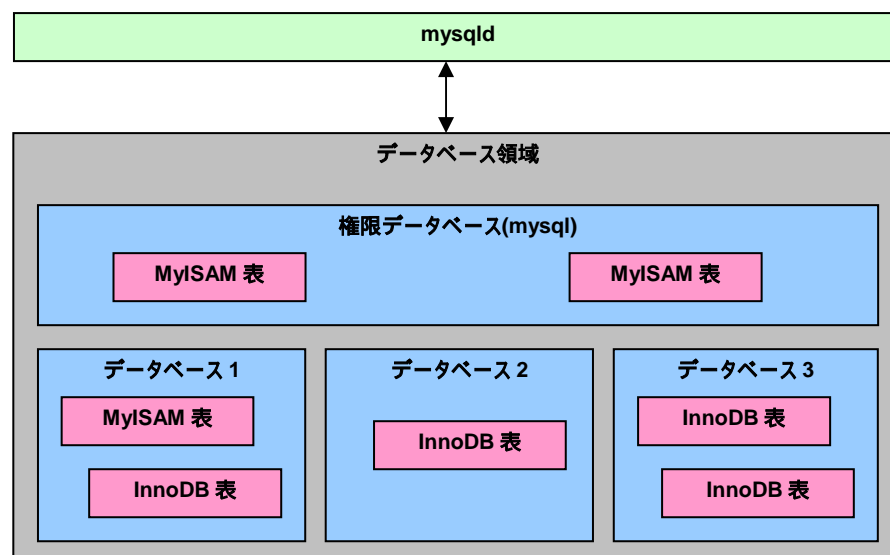 mysqld
データベース領域
権限データベース(mysql)
MyISAM 表
MyISAM 表
データベース 1
MyISAM 表
InnoDB 表
データベース 2
InnoDB 表
データベース 3
InnoDB 表
InnoDB 表